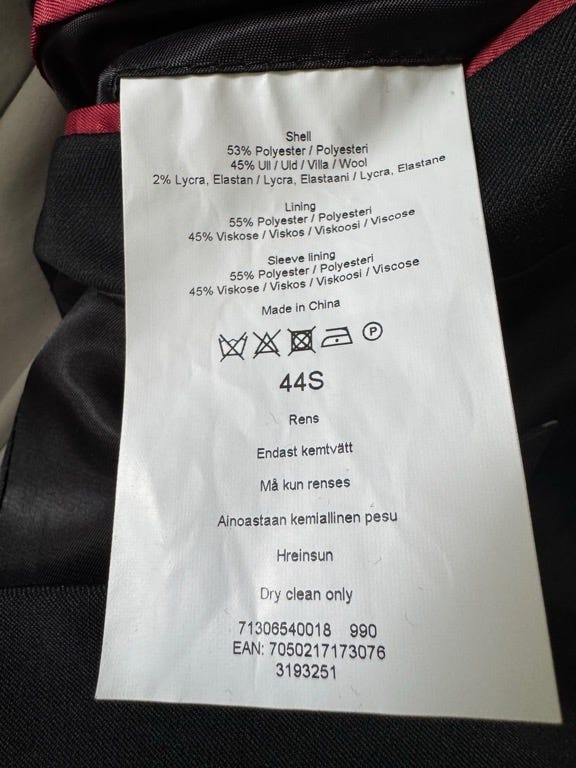 Shell
53% Polyester / Polyesteri
45% Ull / Uld / Villa / Wool
2% Lycra, Elastan / Lycra, Elastaani / Lycra, Elastane
Lining
55% Polyester / Polyesteri
45% Viskose / Viskos / Viskoosi / Viscose
Sleeve lining
55% Polyester / Polyesteri
45% Viskose / Viskos / Viskoosi / Viscose
Made in China
P
44S
Rens
Endast kemtvätt
Må kun renses
Ainoastaan kemiallinen pesu
Hreinsun
Dry clean only
71306540018 990
EAN: 7050217173076
3193251